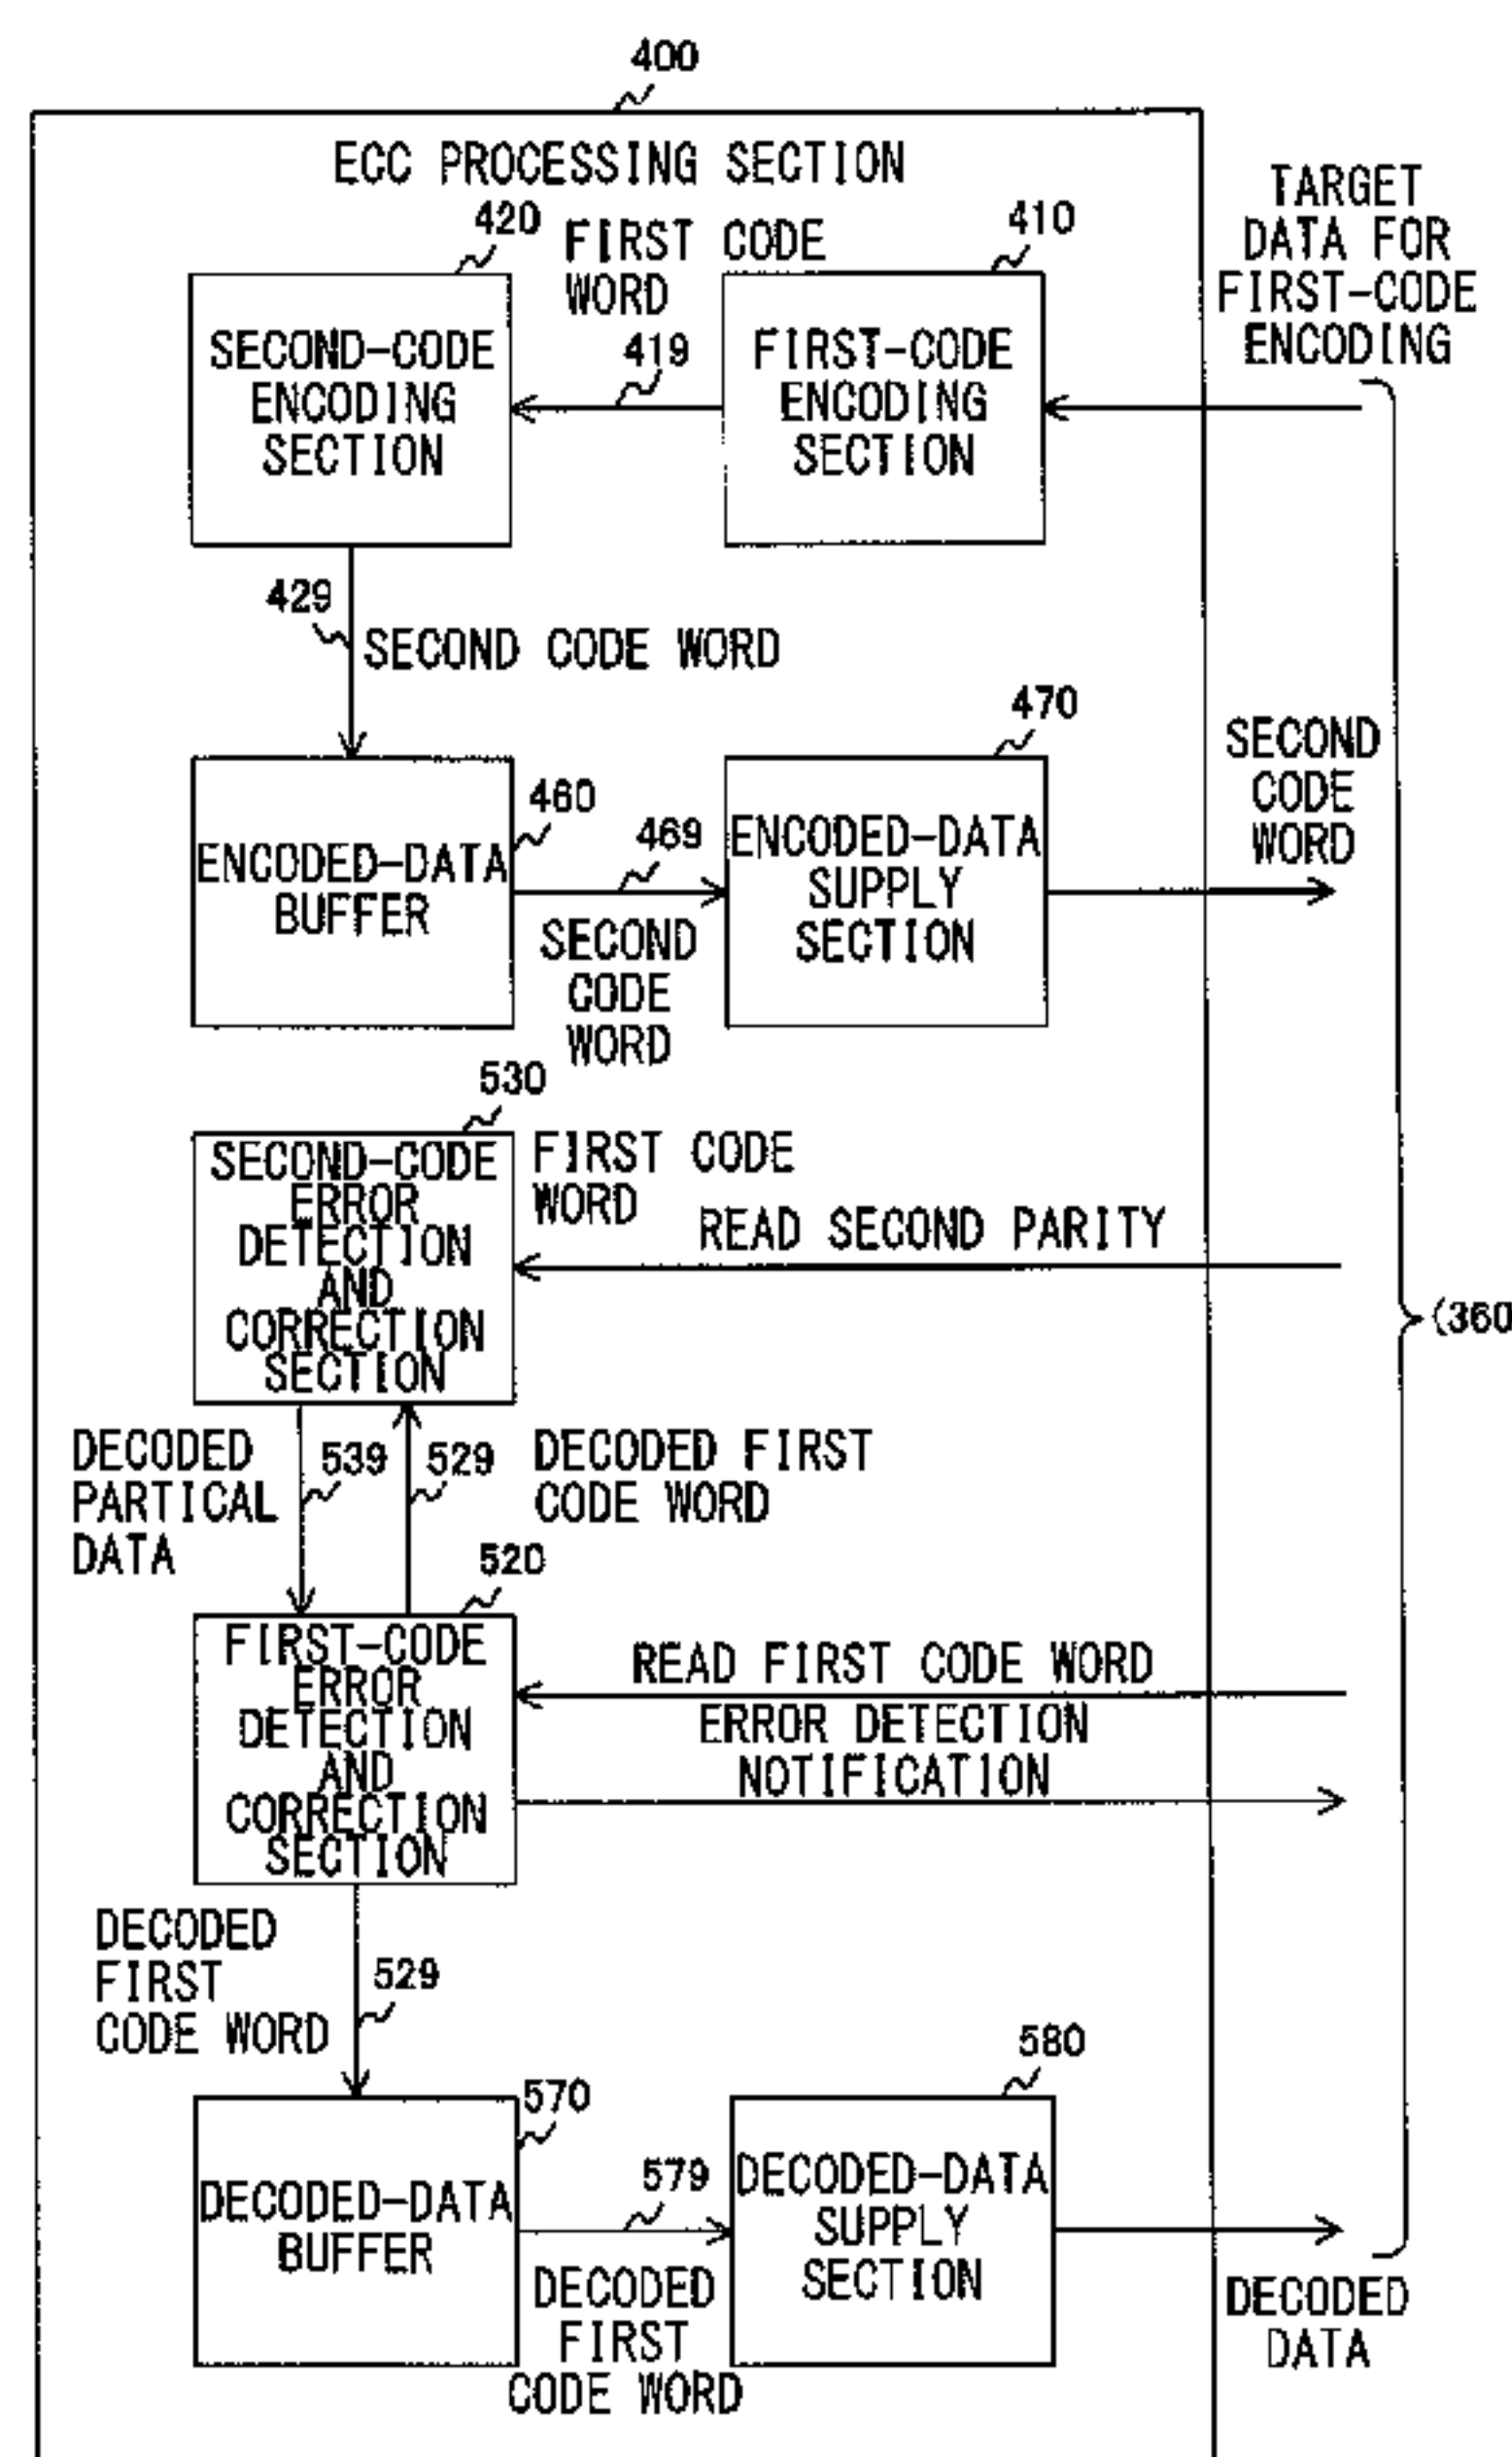 400
ECC PROCESSING SECTION
420
FIRST CODE
WORD
410
TARGET
DATA FOR
FIRST-CODE
ENCODING
SECOND-CODE
ENCODING
SECTION
419
FIRST-CODE
ENCODING
SECTION
429
SECOND CODE WORD
470
SECOND
CODE
WORD
460
ENCODED-DATA
BUFFER
469
SECOND
CODE
WORD
ENCODED-DATA
SUPPLY
SECTION
530
SECOND-CODE
ERROR
DETECTION
AND
CORRECTION
SECTION
FIRST CODE
WORD
READ SECOND PARITY
360
DECODED
PARTICAL
DATA
539
529
DECODED FIRST
CODE WORD
520
FIRST-CODE
ERROR
DETECTION
AND
CORRECTION
SECTION
READ FIRST CODE WORD
ERROR DETECTION
NOTIFICATION
DECODED
FIRST
CODE WORD
529
580
570
DECODED-DATA
BUFFER
579
DECODED
FIRST
CODE WORD
DECODED-DATA
SUPPLY
SECTION
DECODED
DATA